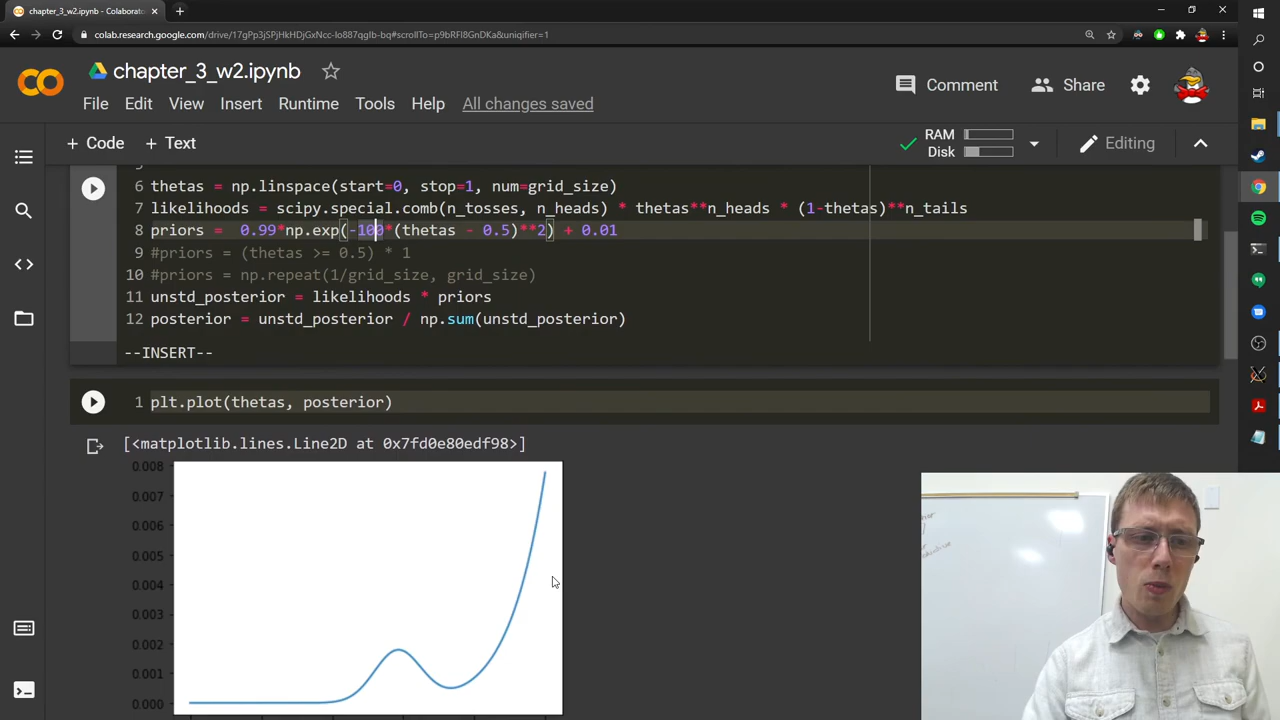 chapter_3_w2.ipynb - Colaborato
colab.research.google.com/drive/17gPp3jSPjHkHDjGxNcc-lo887qgIb-bq#scrollTo=p9bRFI8GnDKa&uniqifier=1
chapter_3_w2.ipynb
Comment
Share
File Edit View Insert Runtime Tools Help All changes saved
+ Code + Text
RAM
Disk
Editing
6 thetas = np.linspace(start=0, stop=1, num=grid_size)
7 likelihoods = scipy.special.comb(n_tosses, n_heads) * thetas**n_heads * (1-thetas)**n_tails
8 priors = 0.99*np.exp(-100*(thetas - 0.5)**2) + 0.01
9 #priors = (thetas >= 0.5) * 1
10 #priors = np.repeat(1/grid_size, grid_size)
11 unstd_posterior = likelihoods * priors
12 posterior = unstd_posterior / np.sum(unstd_posterior)
--INSERT--
1 plt.plot(thetas, posterior)
[<matplotlib.lines.Line2D at 0x7fd0e80edf98>]
0.008
0.007
0.006
0.005
0.004
0.003
0.002
0.001
0.000